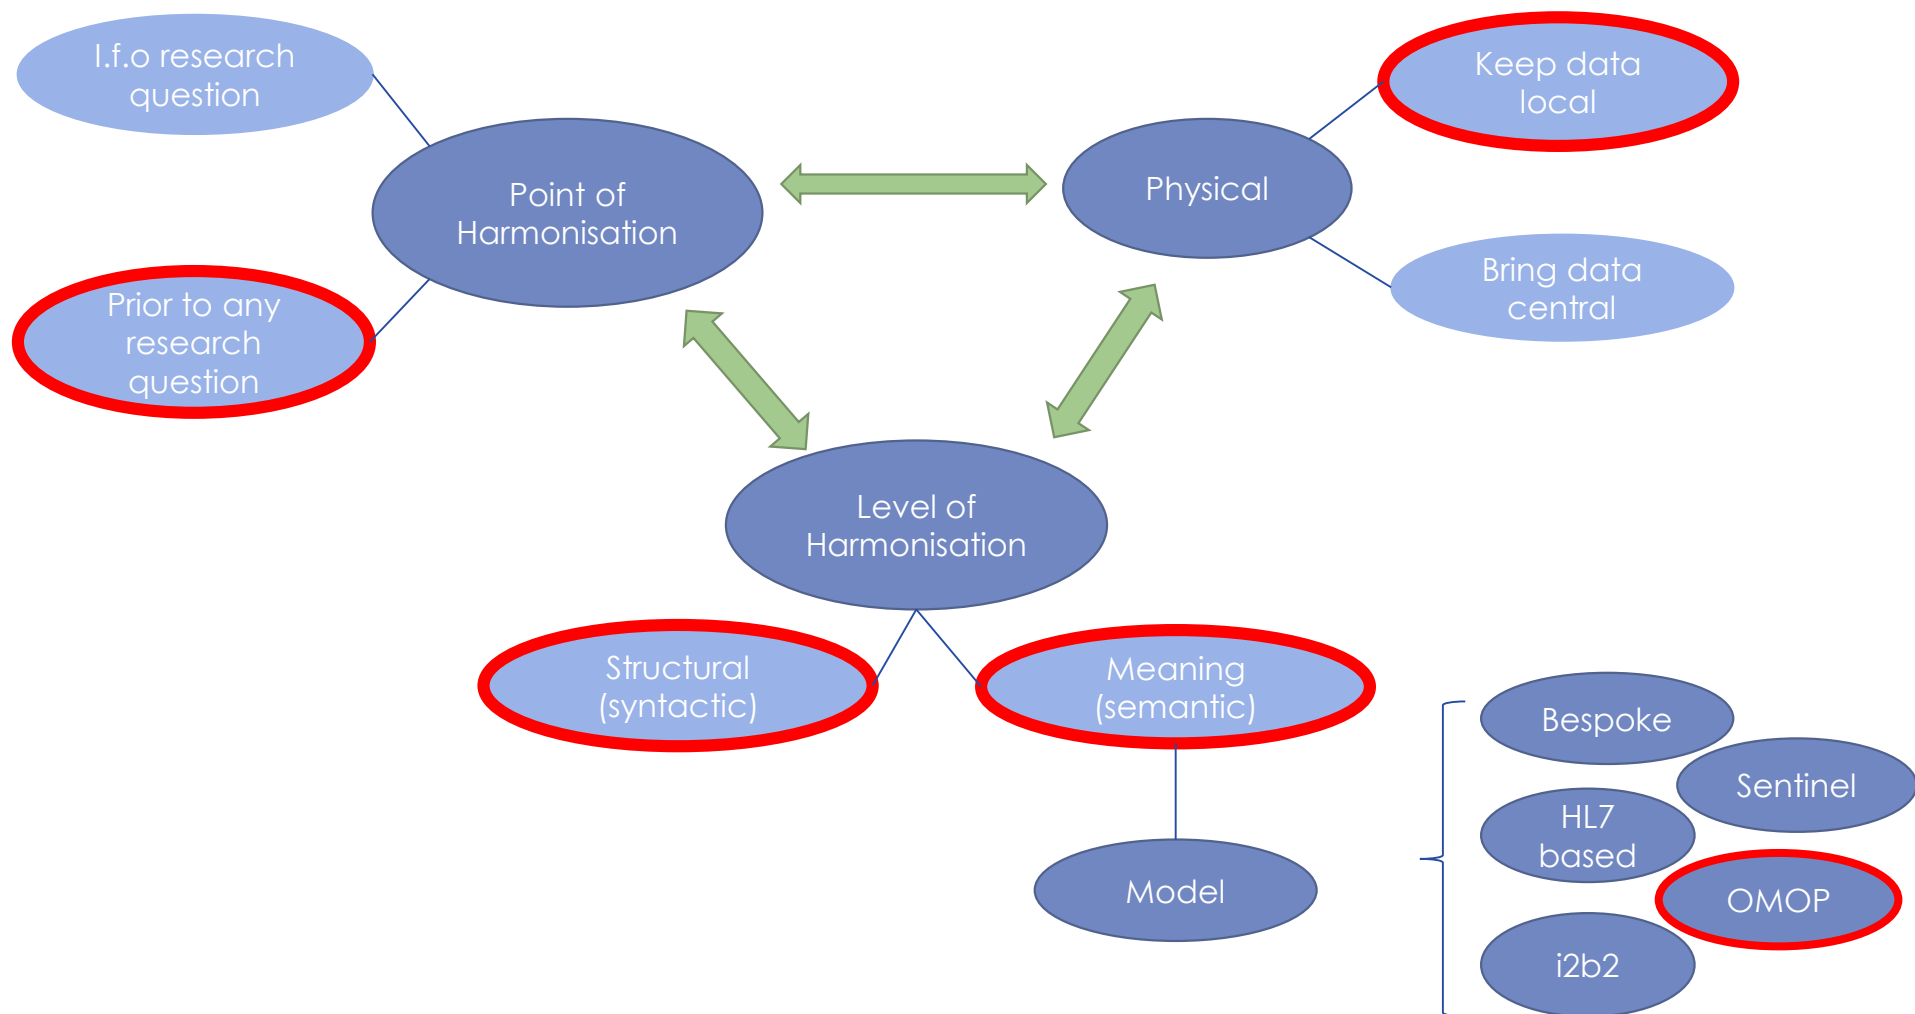 I.f.o research
question
Keep data
local
Point of
Harmonisation
Physical
Prior to any
research
question
Bring data
central
Level of
Harmonisation
Structural
(syntactic)
Meaning
(semantic)
Model
Bespoke
Sentinel
HL7
based
OMOP
i2b2